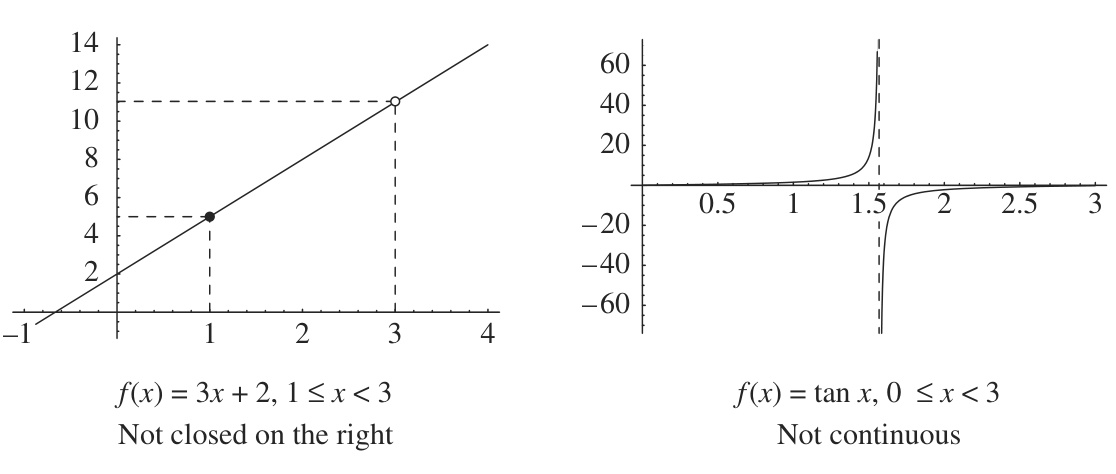 14
12
10
8
6
4
2
–1 1 2 3 4
f(x) = 3x + 2, 1 ≤ x < 3
Not closed on the right
60
40
20
0.5 1 1.5 2 2.5 3
–20
–40
–60
f(x) = tan x, 0 ≤ x < 3
Not continuous